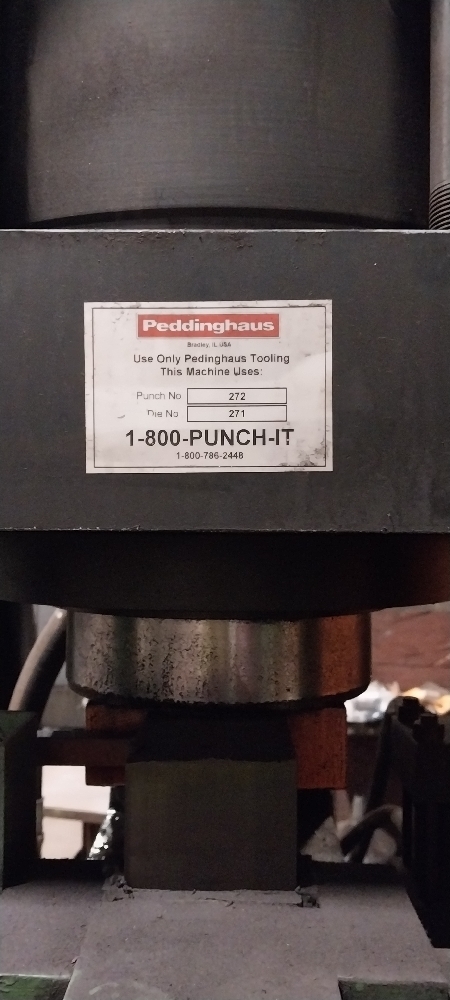 Peddinghaus
Bradley, IL USA
Use Only Pedinghaus Tooling
This Machine Uses:
Punch No 272
Die No 271
1-800-PUNCH-IT
1-800-786-2448